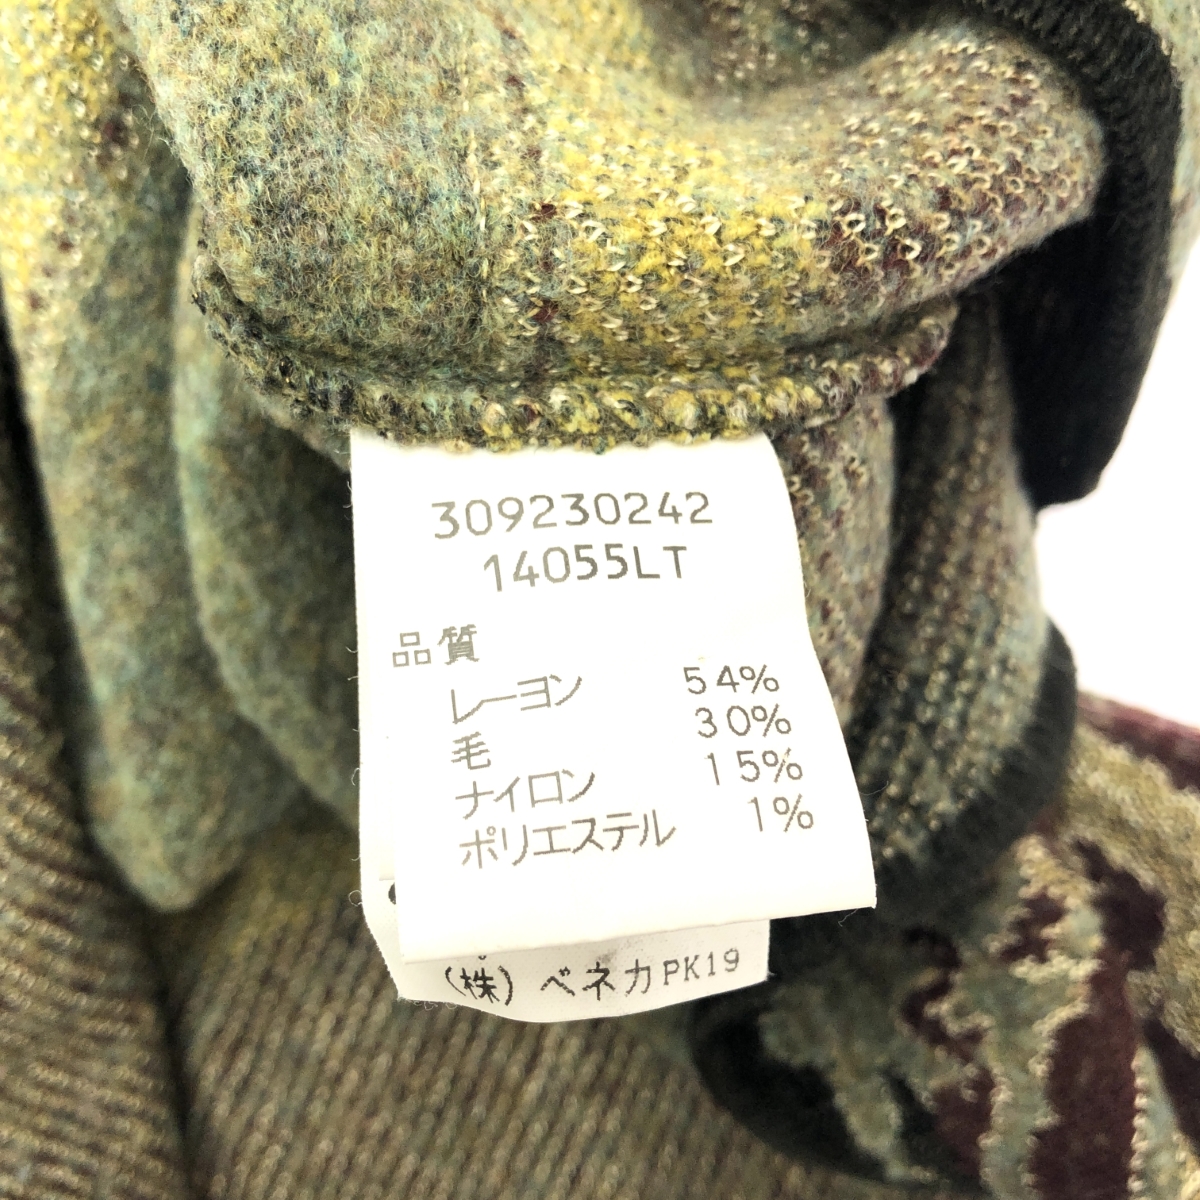 309230242
14055LT
品質
レーヨン 54%
毛 30%
ナイロン 15%
ポリエステル 1%
(株) ベネカPK19